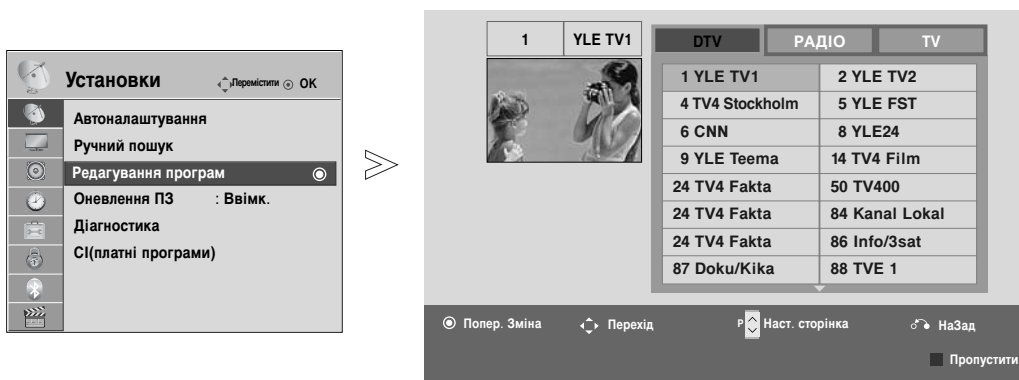 Установки Перемістити OK
Автоналаштування
Ручний пошук
Редагування програм
Оневлення ПЗ : Ввімк.
Діагностика
CI(платні програми)
1 YLE TV1
DTV РАДІО TV
1 YLE TV1 2 YLE TV2
4 TV4 Stockholm 5 YLE FST
6 CNN 8 YLE24
9 YLE Teema 14 TV4 Film
24 TV4 Fakta 50 TV400
24 TV4 Fakta 84 Kanal Lokal
24 TV4 Fakta 86 Info/3sat
87 Doku/Kika 88 TVE 1
Попер. Зміна Перехід P Наст. сторінка НаЗад
Пропустити